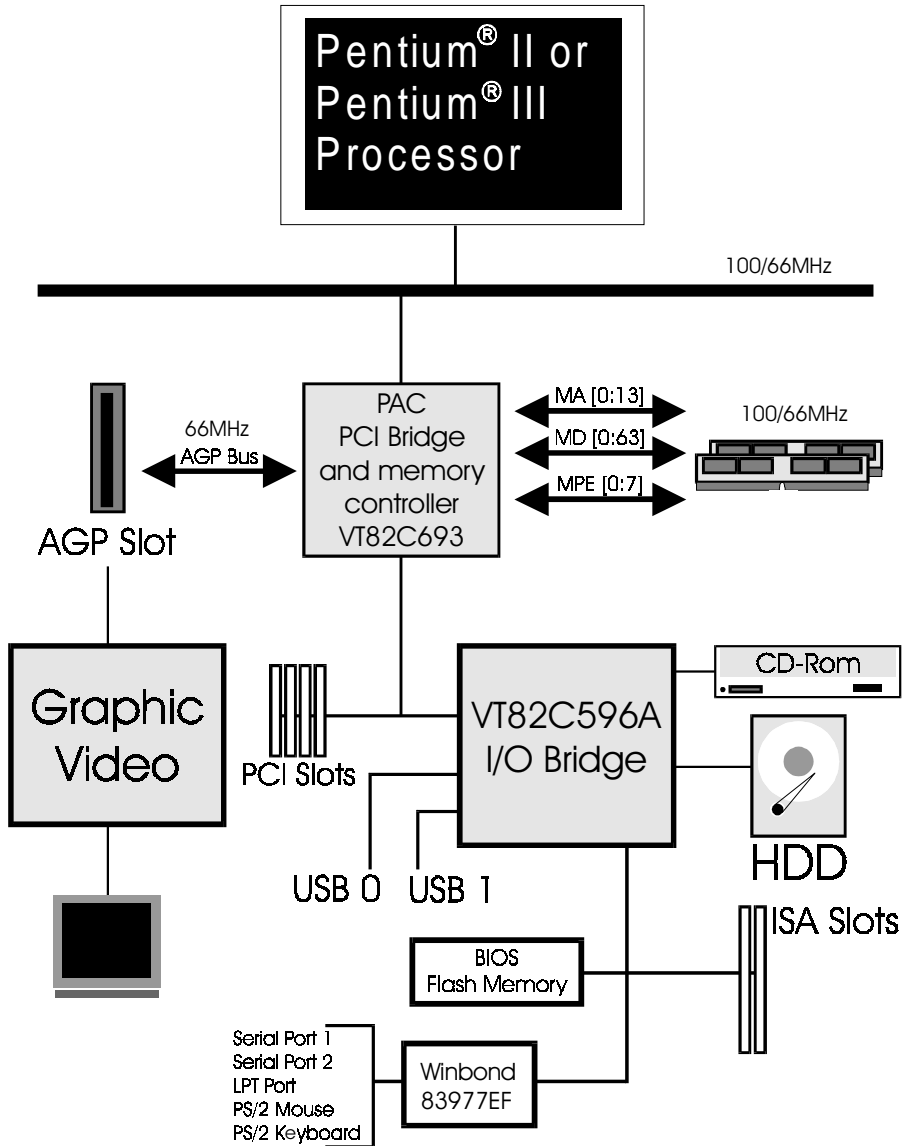 Pentium® II or
Pentium® III
Processor
100/66MHz
PAC
PCI Bridge
and memory
controller
VT82C693
66MHz
AGP Bus
MA [0:13]
MD [0:63]
MPE [0:7]
100/66MHz
AGP Slot
Graphic
Video
PCI Slots
VT82C596A
I/O Bridge
CD-Rom
HDD
USB 0
USB 1
ISA Slots
BIOS
Flash Memory
Serial Port 1
Serial Port 2
LPT Port
PS/2 Mouse
PS/2 Keyboard
Winbond
83977EF